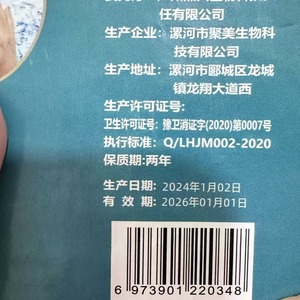 任有限公司
生产企业: 漯河市聚美生物科
技有限公司
生产地址: 漯河市郾城区龙城
镇龙翔大道西
生产许可证号:
卫生许可证号: 豫卫消证字(2020)第0007号
执行标准: Q/LHJM002-2020
保质期:两年
生产日期: 2024年1月02日
有 效 期: 2026年01月01日
6 973901 220348